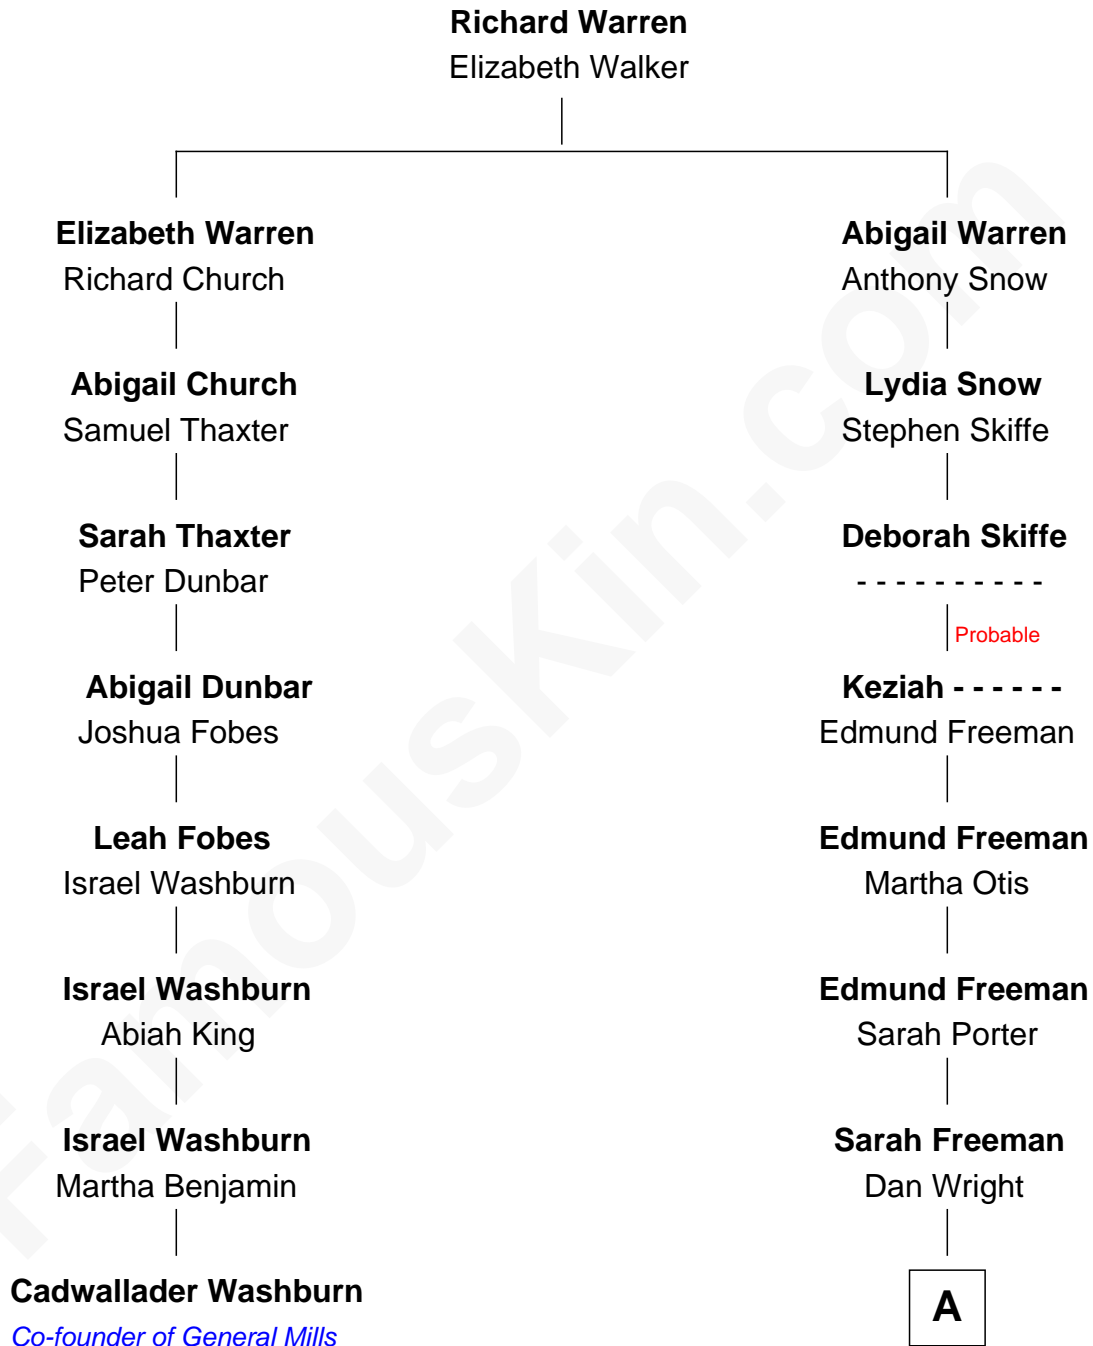 Richard Warren
Elizabeth Walker
Elizabeth Warren
Richard Church
Abigail Warren
Anthony Snow
Abigail Church
Samuel Thaxter
Lydia Snow
Stephen Skiffe
Sarah Thaxter
Peter Dunbar
Deborah Skiffe
- - - - - - - - - -
Probable
Abigail Dunbar
Joshua Fobes
Keziah - - - - - -
Edmund Freeman
Leah Fobes
Israel Washburn
Edmund Freeman
Martha Otis
Israel Washburn
Abiah King
Edmund Freeman
Sarah Porter
Israel Washburn
Martha Benjamin
Sarah Freeman
Dan Wright
Cadwallader Washburn
Co-founder of General Mills
A
FamousKin.com